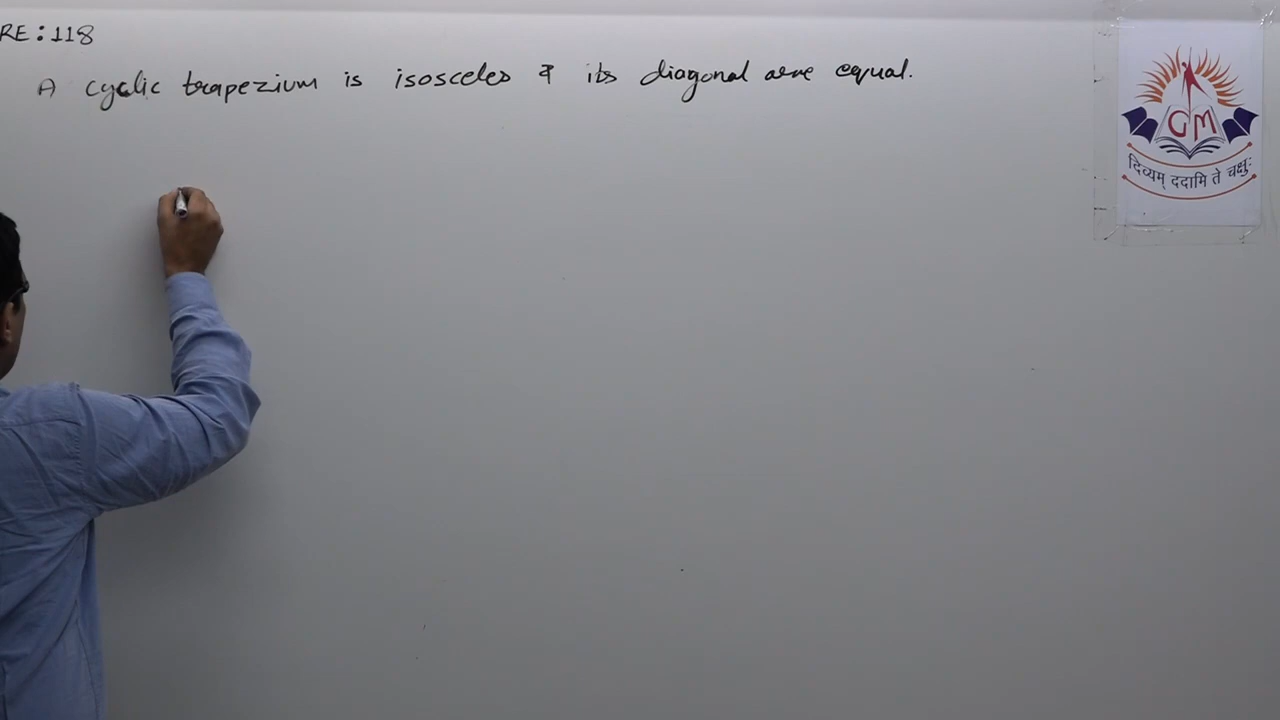 RE:118
A cyclic trapezium is isosceles & its diagonal are equal.
GM
दिव्यम् ददामि ते चक्षुः